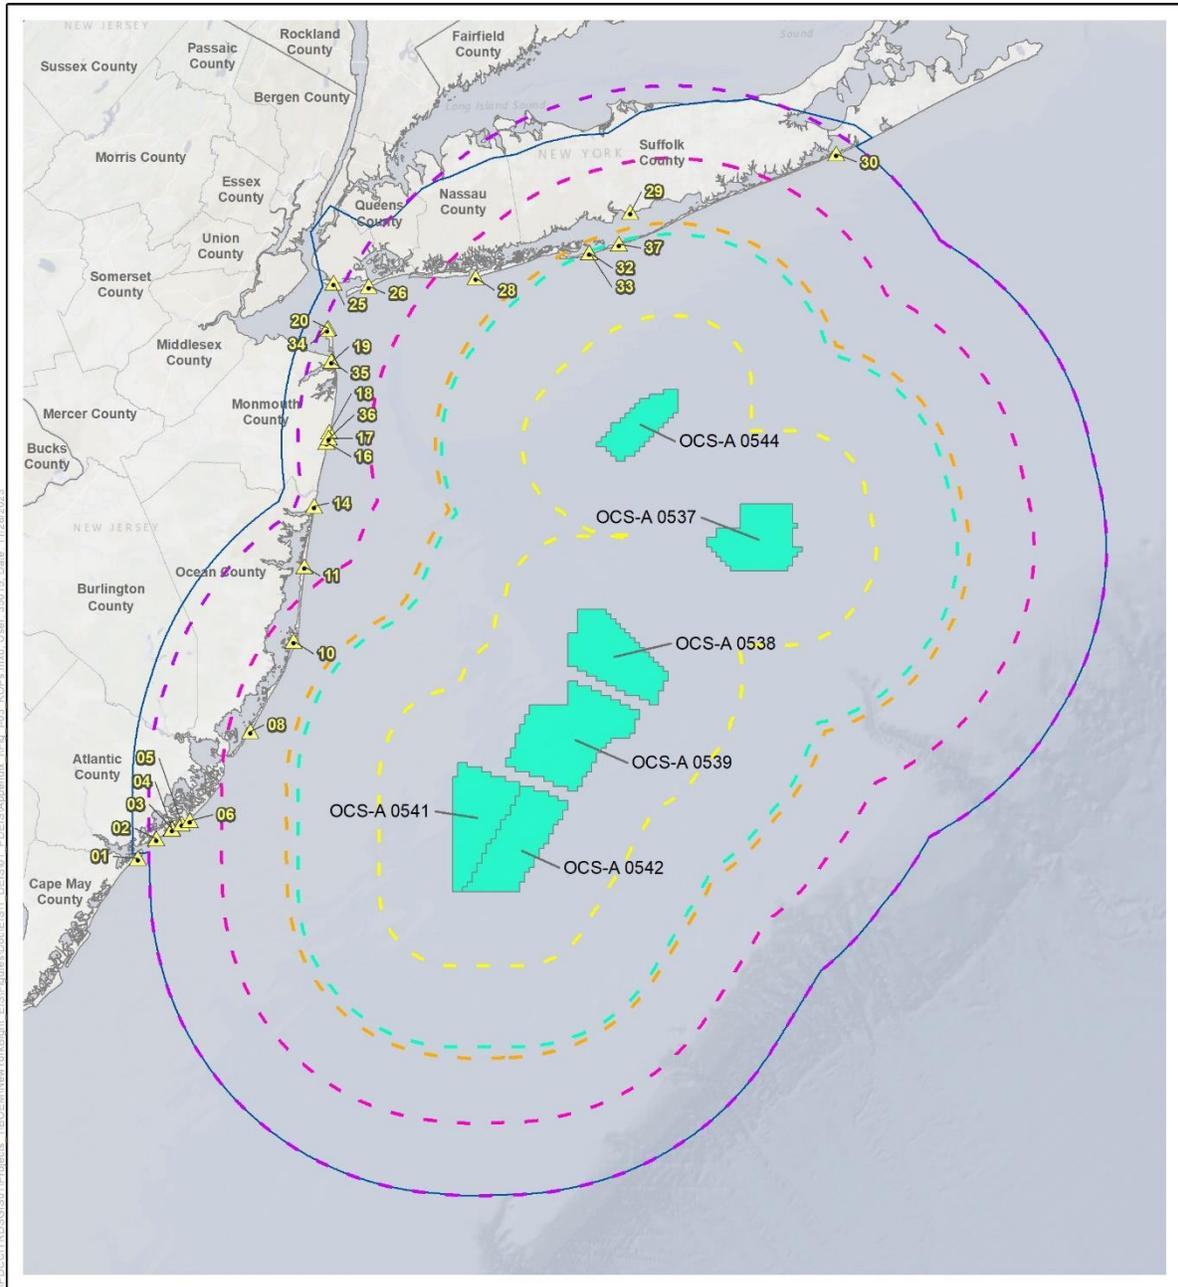 NEW JERSEY
Rockland
County
Fairfield
County
Sound
Passaic
County
Sussex County
Bergen County
Long Island Sound
Morris County
NEW YORK
Suffolk
County
30
Essex
County
Nassau
County
Queens
County
29
Union
County
37
Somerset
County
32
33
25
26
28
20
34
19
35
Middlesex
County
18
Mercer County
Monmouth
County
36
17
16
OCS-A 0544
Bucks
County
14
OCS-A 0537
NEW JERSEY
Ocean County
11
Burlington
County
10
OCS-A 0538
08
OCS-A 0539
Atlantic
County
05
04
03
02
06
OCS-A 0541
01
OCS-A 0542
Cape May
County